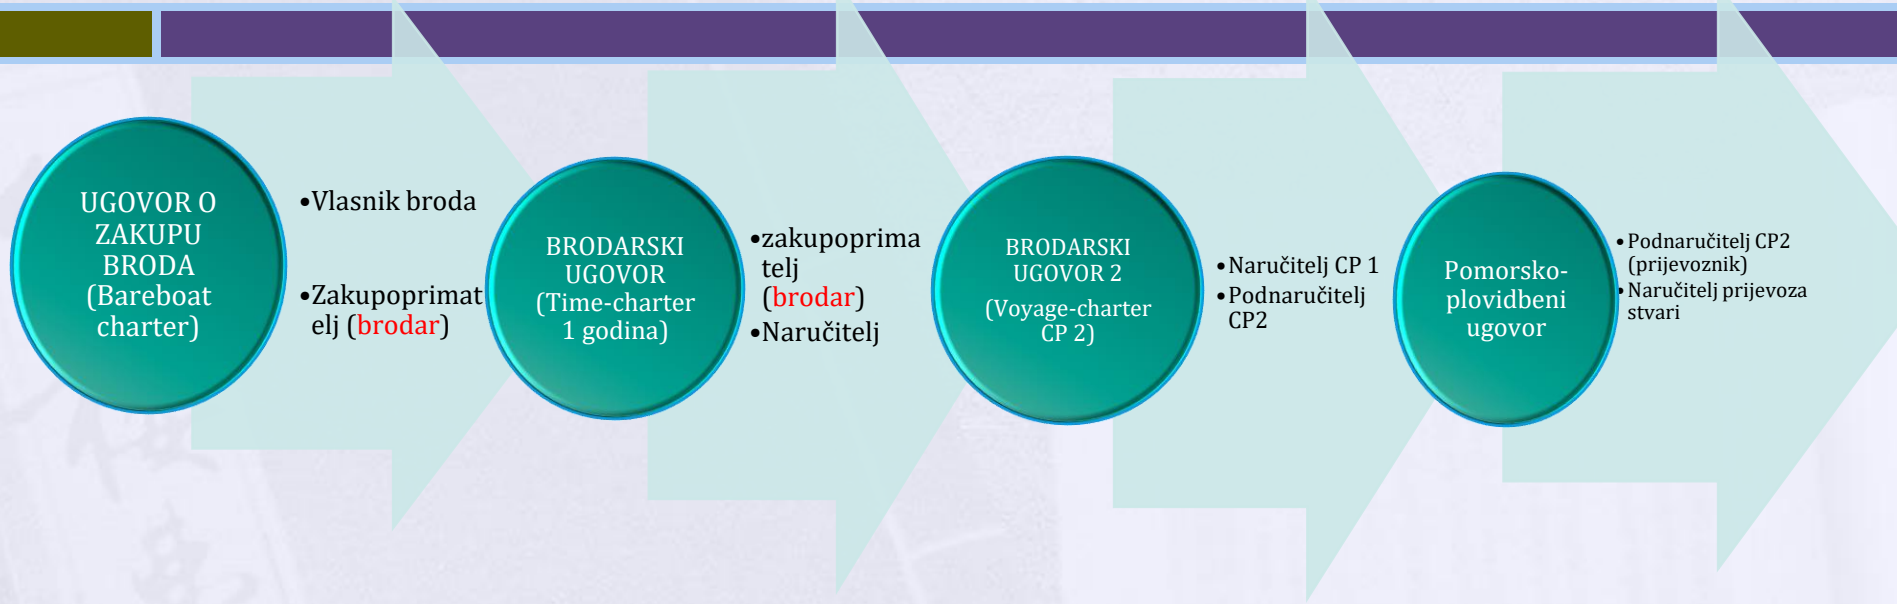 UGOVOR O
ZAKUPU
BRODA
(Bareboat
charter)
•Vlasnik broda
•Zakupoprimat
elj (brodar)
BRODARSKI
UGOVOR
(Time-charter
1 godina)
•zakupoprima
telj
(brodar)
•Naručitelj
BRODARSKI
UGOVOR 2
(Voyage-charter
CP 2)
•Naručitelj CP 1
•Podnaručitelj
CP2
Pomorsko-
plovidbeni
ugovor
•Podnaručitelj CP2
(prijevoznik)
•Naručitelj prijevoza
stvari